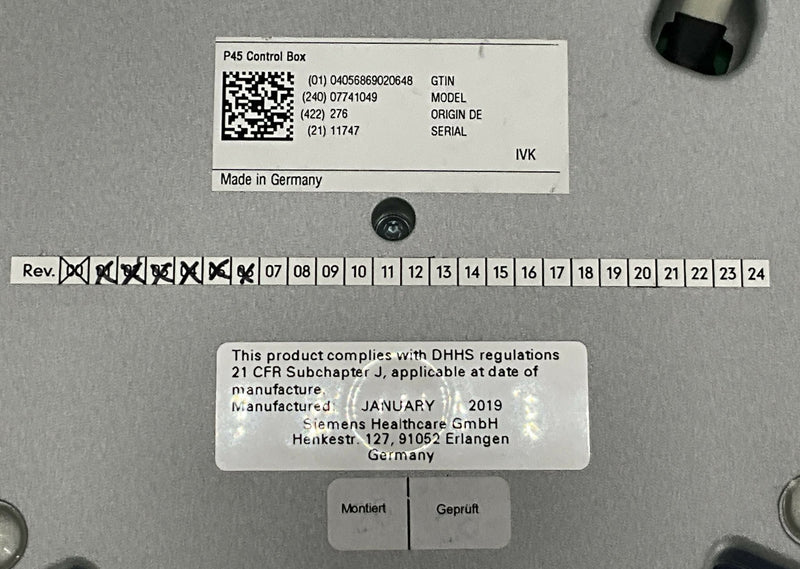 P45 Control Box
(01) 04056869020648 GTIN
(240) 07741049 MODEL
(422) 276 ORIGIN DE
(21) 11747 SERIAL
IVK
Made in Germany
Rev. 00 01 02 03 04 05 06 07 08 09 10 11 12 13 14 15 16 17 18 19 20 21 22 23 24
This product complies with DHHS regulations
21 CFR Subchapter J, applicable at date of
manufacture.
Manufactured: JANUARY 2019
Siemens Healthcare GmbH
Henkestr. 127, 91052 Erlangen
Germany
Montiert Geprüft